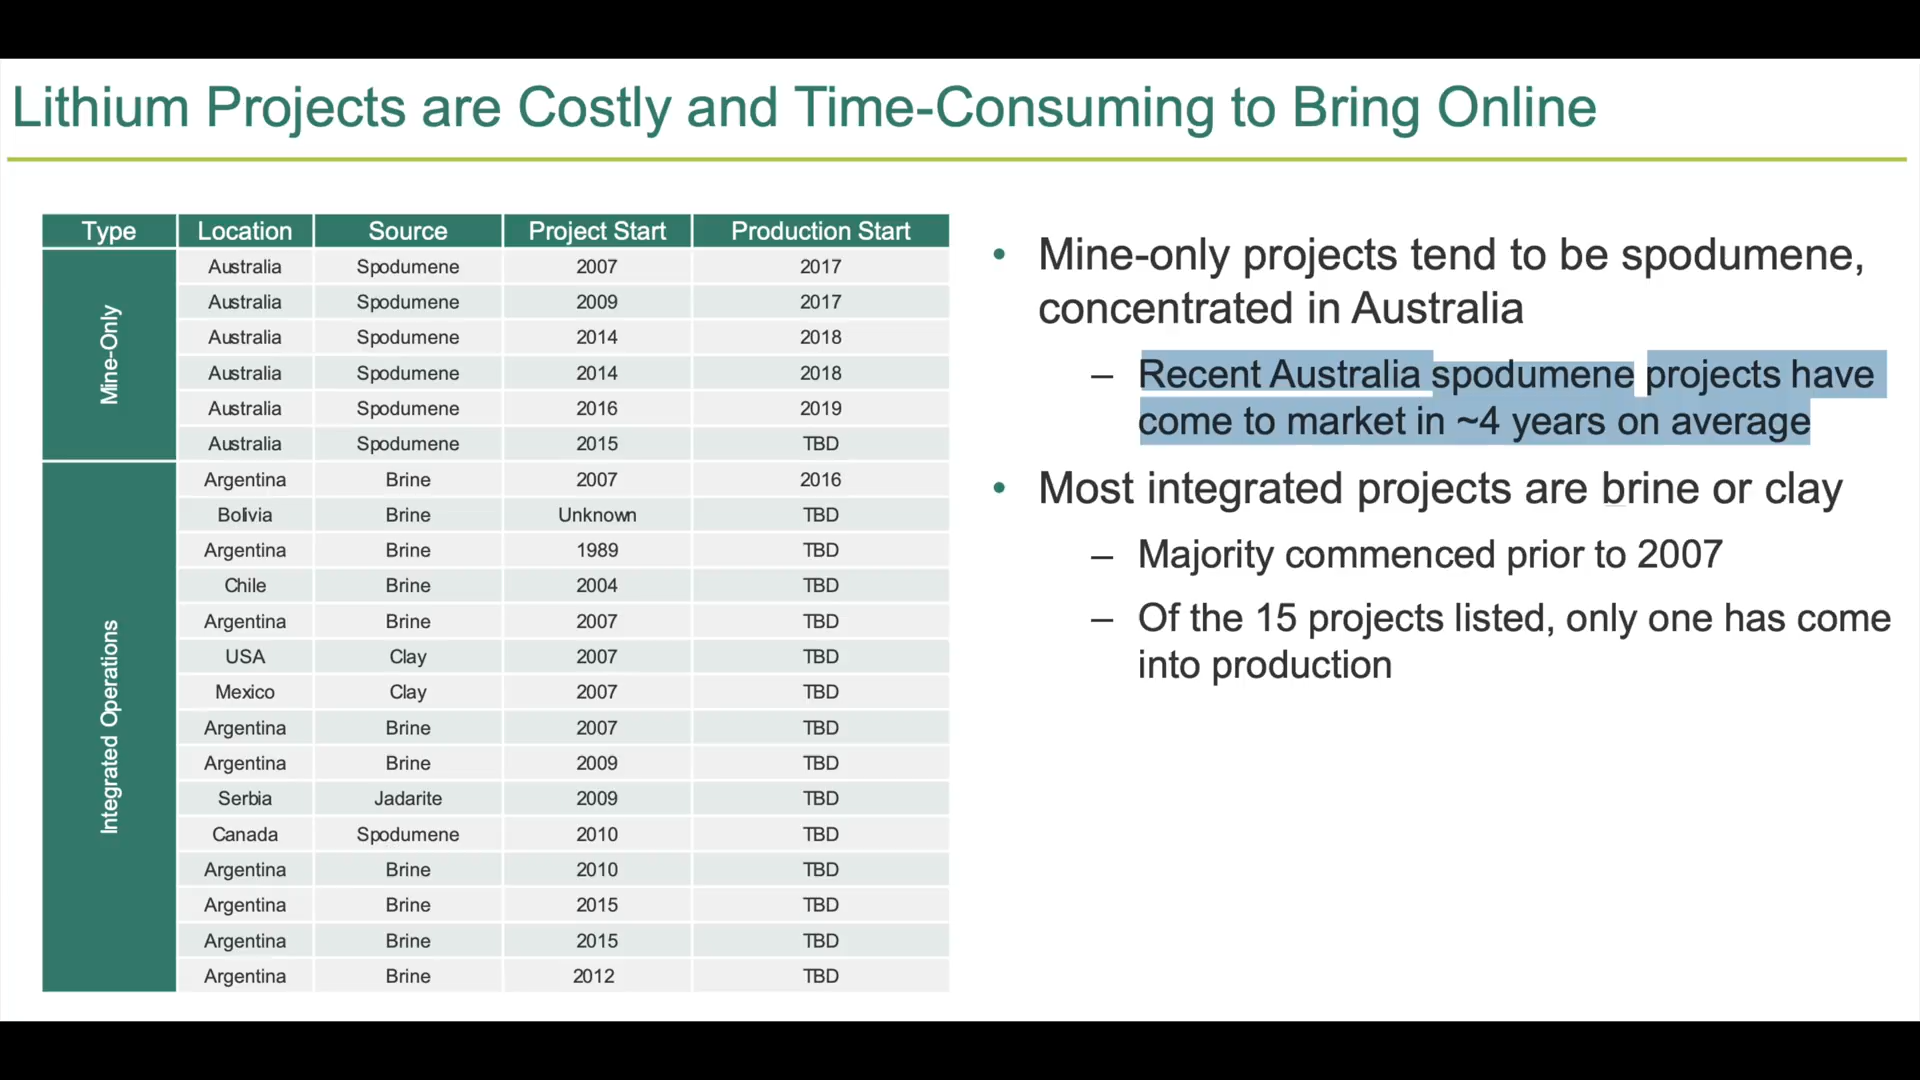 Lithium Projects are Costly and Time-Consuming to Bring Online
Type Location Source Project Start Production Start
Mine-Only
Australia Spodumene 2007 2017
Australia Spodumene 2009 2017
Australia Spodumene 2014 2018
Australia Spodumene 2014 2018
Australia Spodumene 2016 2019
Australia Spodumene 2015 TBD
Integrated Operations
Argentina Brine 2007 2016
Bolivia Brine Unknown TBD
Argentina Brine 1989 TBD
Chile Brine 2004 TBD
Argentina Brine 2007 TBD
USA Clay 2007 TBD
Mexico Clay 2007 TBD
Argentina Brine 2007 TBD
Argentina Brine 2009 TBD
Serbia Jadarite 2009 TBD
Canada Spodumene 2010 TBD
Argentina Brine 2010 TBD
Argentina Brine 2015 TBD
Argentina Brine 2015 TBD
Argentina Brine 2012 TBD
• Mine-only projects tend to be spodumene,
concentrated in Australia
– Recent Australia spodumene projects have
come to market in ~4 years on average
• Most integrated projects are brine or clay
– Majority commenced prior to 2007
– Of the 15 projects listed, only one has come
into production